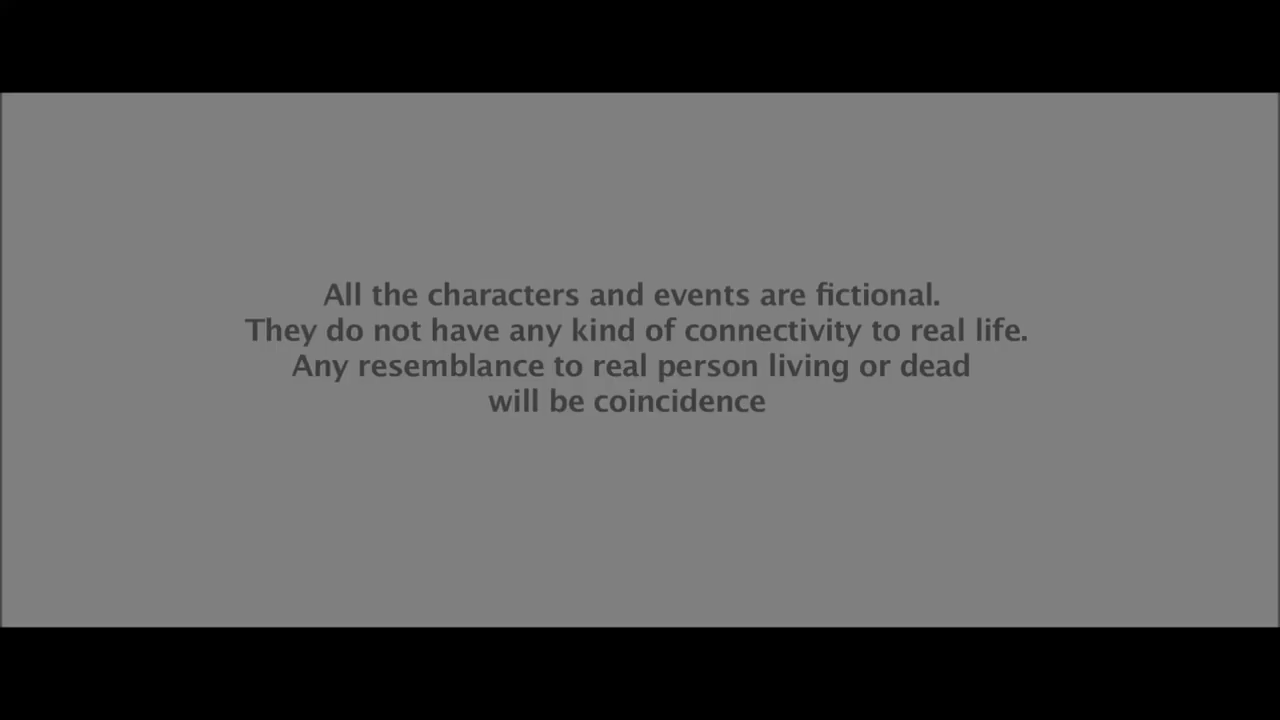 All the characters and events are fictional.
They do not have any kind of connectivity to real life.
Any resemblance to real person living or dead
will be coincidence